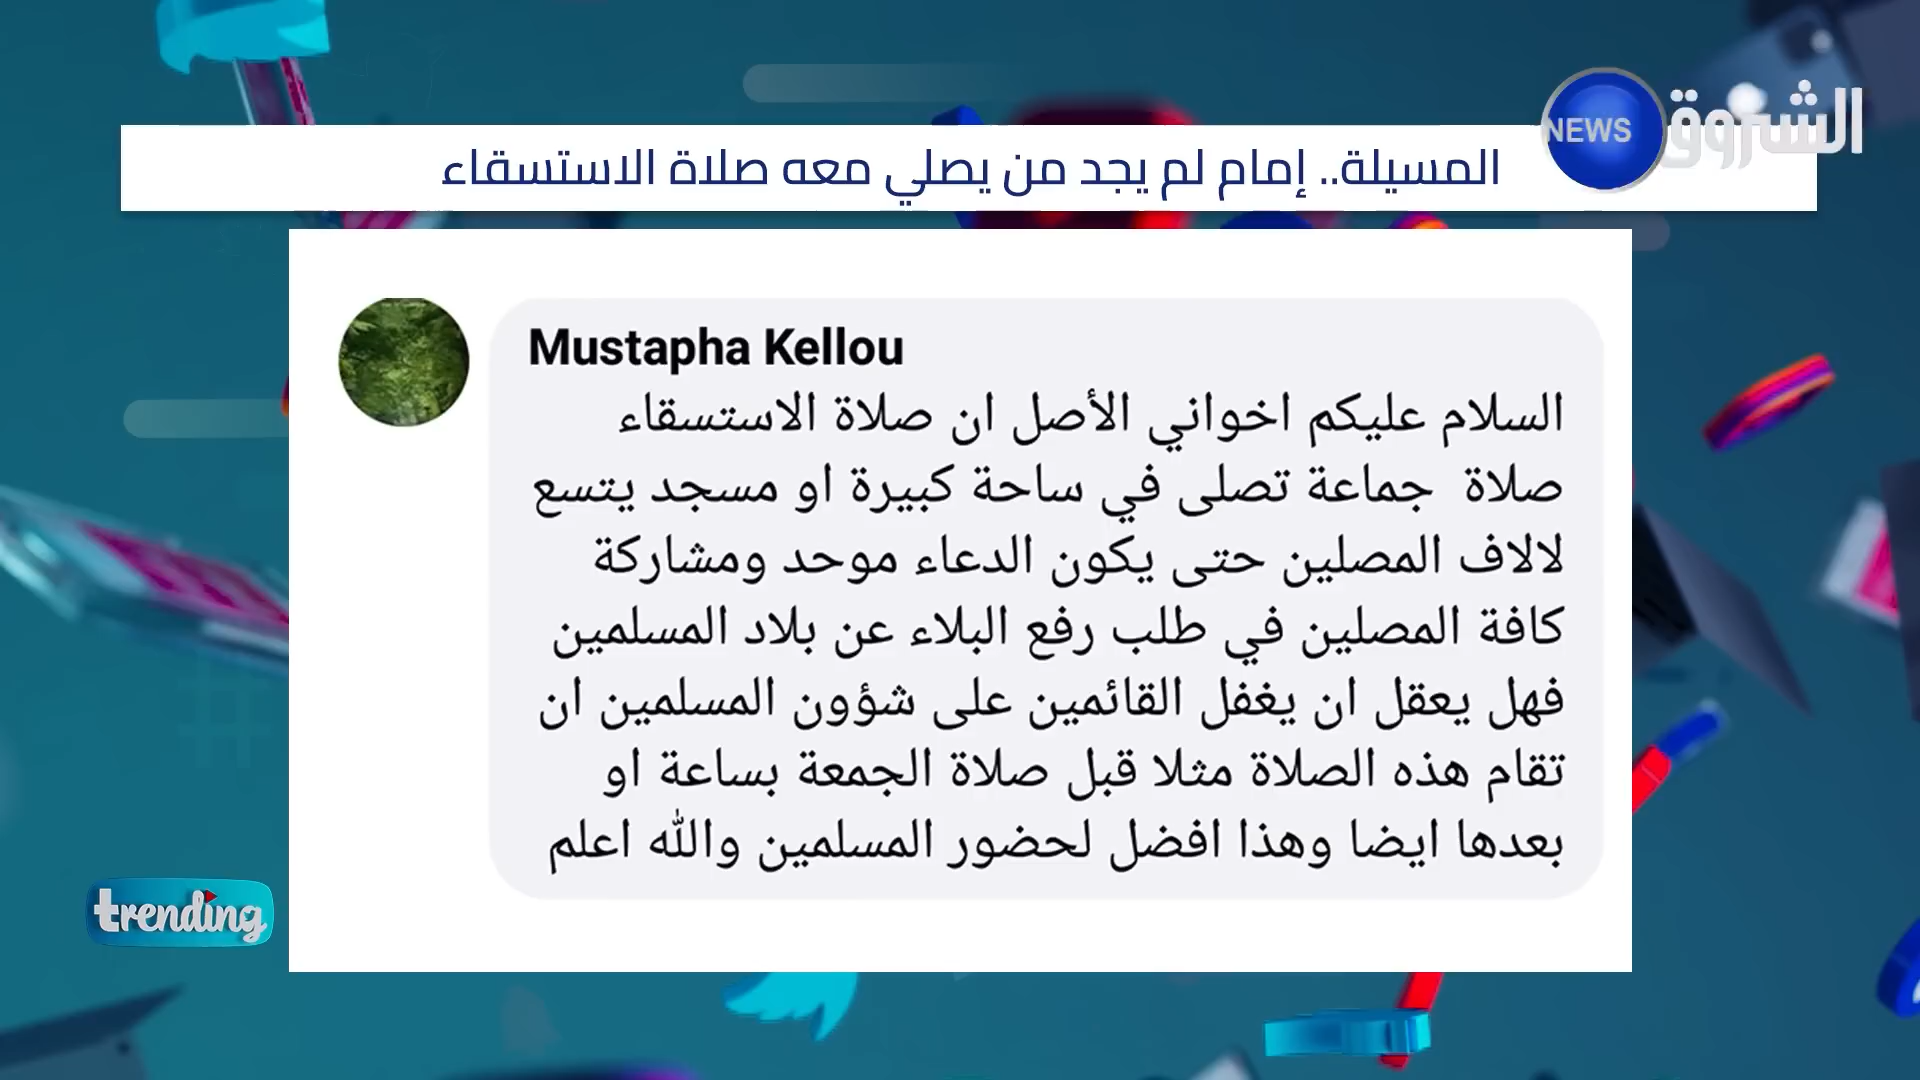 الشروق
NEWS
المسيلة.. إمام لم يجد من يصلي معه صلاة الاستسقاء
Mustapha Kellou
السلام عليكم اخواني الأصل ان صلاة الاستسقاء
صلاة جماعة تصلى في ساحة كبيرة او مسجد يتسع
لالاف المصلين حتى يكون الدعاء موحد ومشاركة
كافة المصلين في طلب رفع البلاء عن بلاد المسلمين
فهل يعقل ان يغفل القائمين على شؤون المسلمين ان
تقام هذه الصلاة مثلا قبل صلاة الجمعة بساعة او
بعدها ايضا وهذا افضل لحضور المسلمين والله اعلم
trending